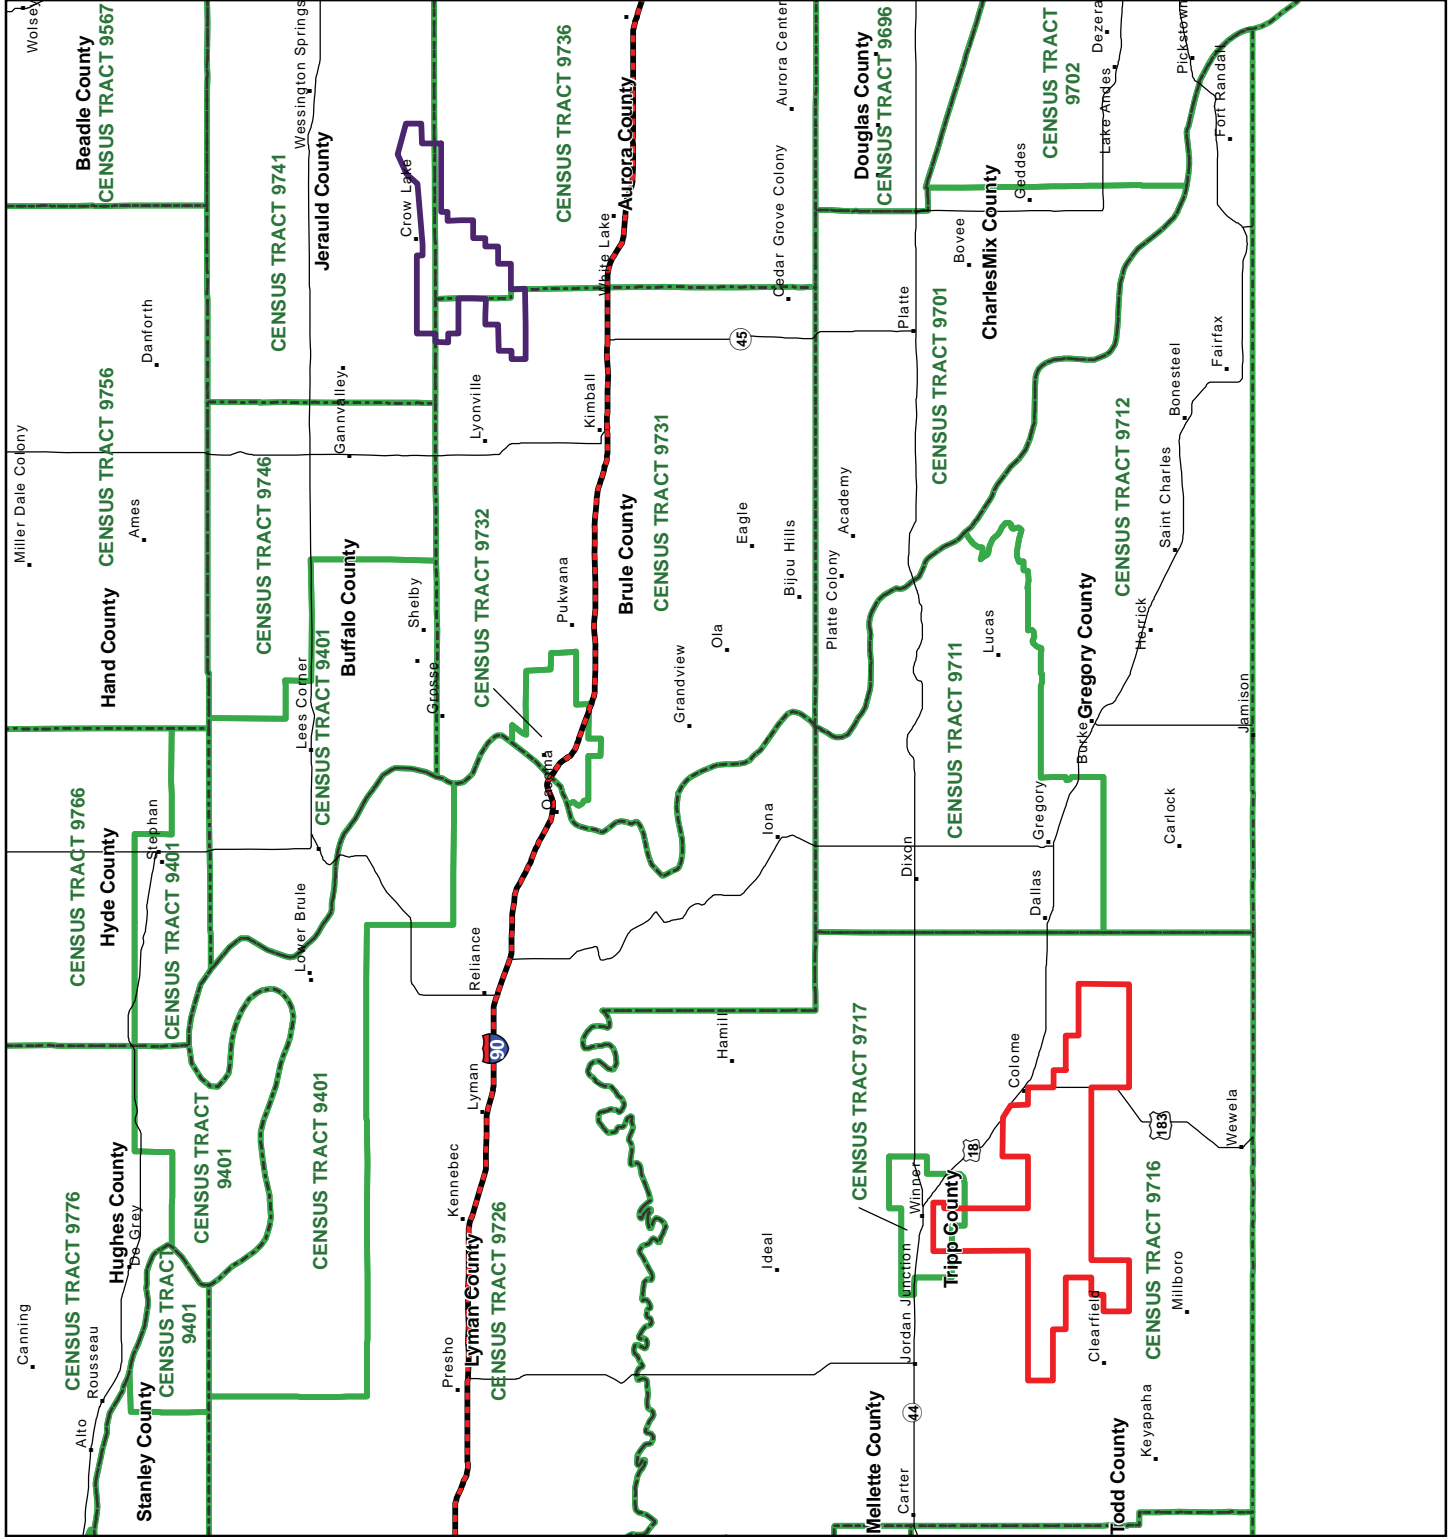 Canning
CENSUS TRACT 9776
Alto
Rousseau
Stanley County
CENSUS TRACT
9401
Hughes County
De Grey
CENSUS TRACT
9401
CENSUS TRACT 9401
CENSUS TRACT 9766
Hyde County
Stephan
CENSUS TRACT 9401
Lower Brule
Miller Dale Colony
Hand County
CENSUS TRACT 9756
Ames
Danforth
Wolsey
Beadle County
CENSUS TRACT 9567
Lees Corner
CENSUS TRACT 9401
CENSUS TRACT 9746
Buffalo County
Gannvalley
Shelby
Grosse
CENSUS TRACT 9741
Wessington Springs
Jerauld County
Crow Lake
Presho
Lyman County
CENSUS TRACT 9726
Kennebec
Lyman
90
Reliance
Oacoma
CENSUS TRACT 9732
Pukwana
Brule County
CENSUS TRACT 9731
Lyonville
Kimball
CENSUS TRACT 9736
White Lake
Aurora County
Aurora Center
Cedar Grove Colony
45
Grandview
Ola
Eagle
Bijou Hills
Iona
Hamill
Ideal
Academy
Platte Colony
Platte
Douglas County
CENSUS TRACT 9696
Mellette County
Carter
44
Jordan Junction
CENSUS TRACT 9717
Winner
Tripp County
18
Colome
183
Wewela
Clearfield
CENSUS TRACT 9716
Millboro
Keyapaha
Todd County
Dixon
CENSUS TRACT 9711
Lucas
Dallas
Gregory
Burke
Gregory County
Carlock
Jamison
Herrick
CENSUS TRACT 9712
Saint Charles
Bonesteel
Fairfax
CENSUS TRACT 9701
CharlesMix County
Bovee
Geddes
CENSUS TRACT
9702
Lake Andes
Dezera
Pickstown
Fort Randall